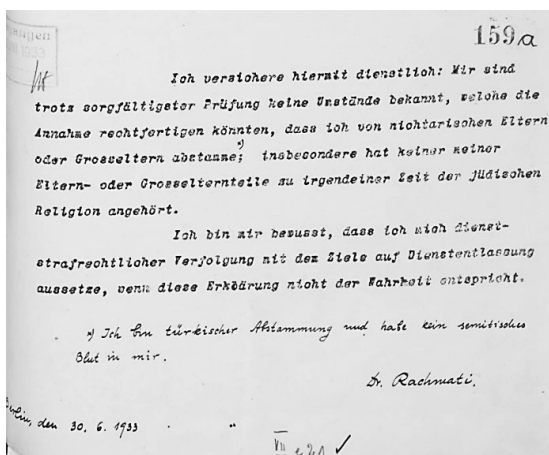 159a
1933
Ich versichere hiermit dienstlich: Mir sind
trotz sorgfältigster Prüfung keine Umstände bekannt, welche die
Annahme rechtfertigen könnten, dass ich von nichtarischen Eltern
oder Grosseltern abstamme;*) insbesondere hat keiner meiner
Eltern- oder Grosselternteile zu irgendeiner Zeit der jüdischen
Religion angehört.
Ich bin mir bewusst, dass ich mich dienst-
strafrechtlicher Verfolgung mit dem Ziele auf Dienstentlassung
aussetze, wenn diese Erklärung nicht der Wahrheit entspricht.
*) Ich bin türkischer Abstammung und habe kein semitisches
Blut in mir.
Dr. Rachmati.
Berlin, den 30. 6. 1933